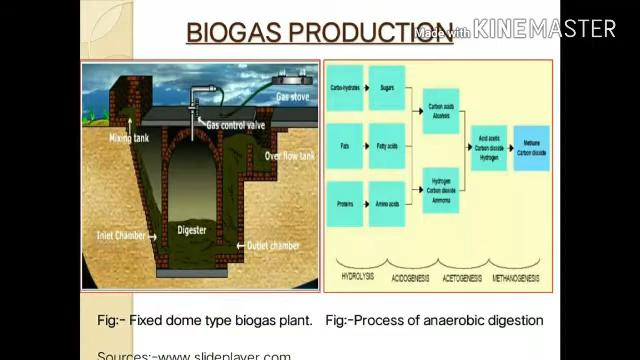 BIOGAS PRODUCTION
Made with KINEMASTER
Gas stove
Gas control valve
Mixing tank
Over flow tank
Inlet Chamber
Digester
Outlet chamber
Carbo-hydrates
Sugars
Carbon acids
Alcohols
Fats
Fatty acids
Acid acetic
Carbon dioxide
Hydrogen
Methane
Carbon dioxide
Hydrogen
Carbon dioxide
Ammonia
Proteins
Amino acids
HYDROLYSIS
ACIDOGENESIS
ACETOGENESIS
METHANOGENESIS
Fig:- Fixed dome type biogas plant.
Fig:-Process of anaerobic digestion
Sources:-www.slideplayer.com